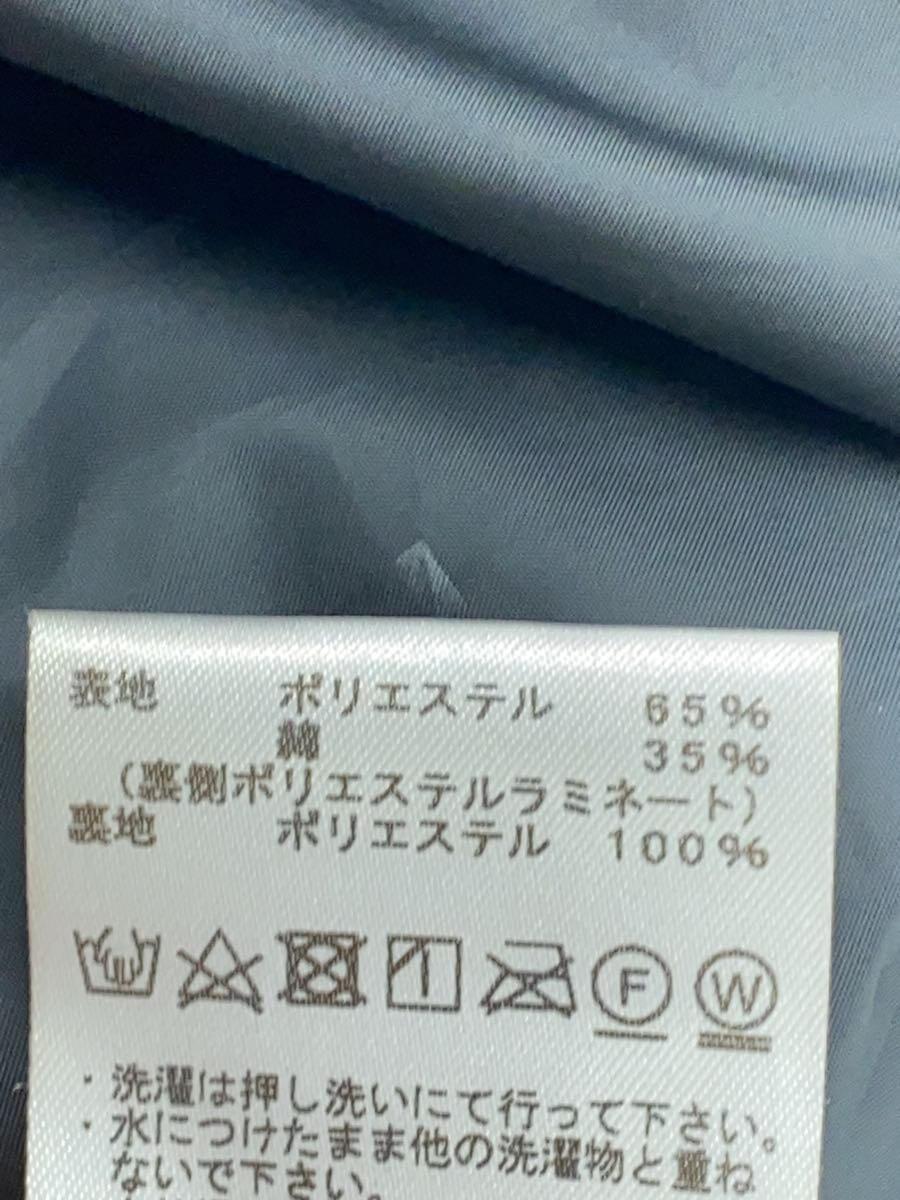 表地 ポリエステル 65%
綿 35%
(裏側ポリエステルラミネート)
裏地 ポリエステル 100%
F W
・洗濯は押し洗いにて行って下さい。
・水につけたまま他の洗濯物と重ね
ないで下さい。